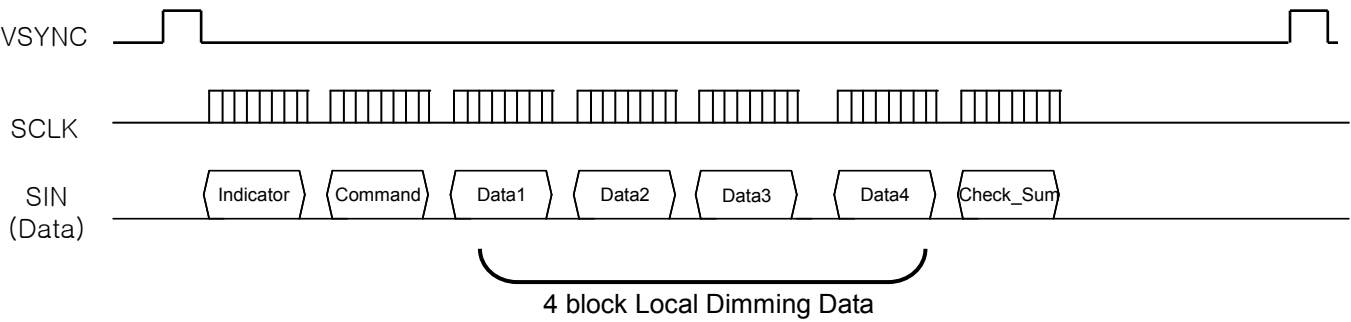 VSYNC
SCLK
SIN
(Data)
Indicator
Command
Data1
Data2
Data3
Data4
Check_Sum
4 block Local Dimming Data